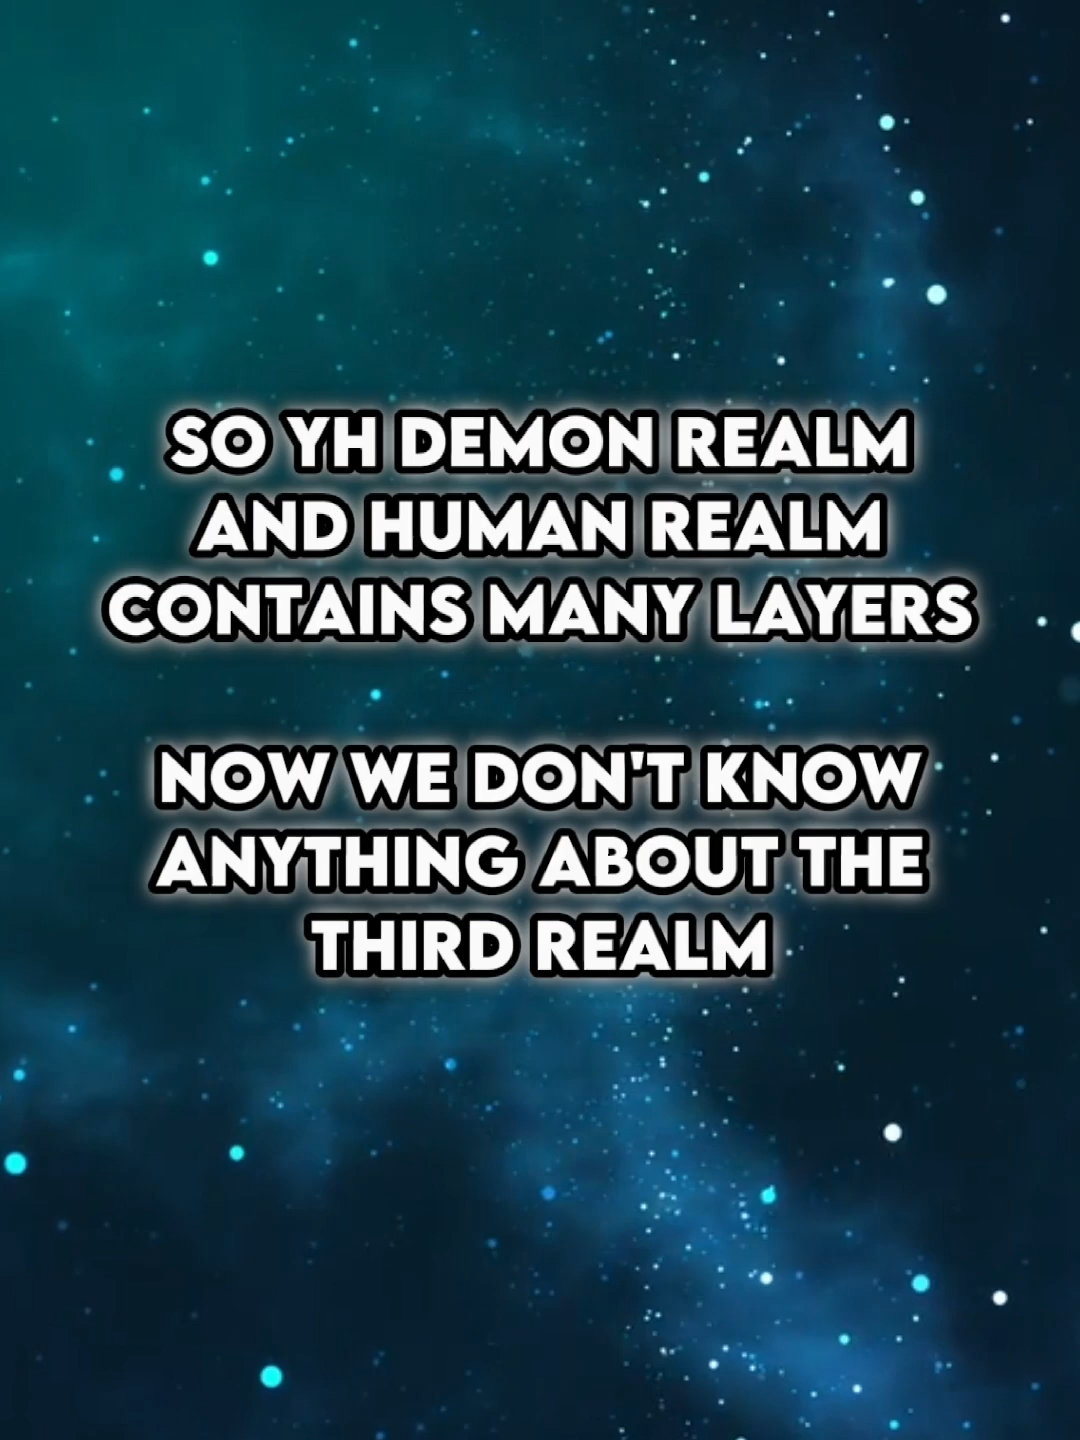 SO YH DEMON REALM
AND HUMAN REALM
CONTAINS MANY LAYERS
NOW WE DON'T KNOW
ANYTHING ABOUT THE
THIRD REALM